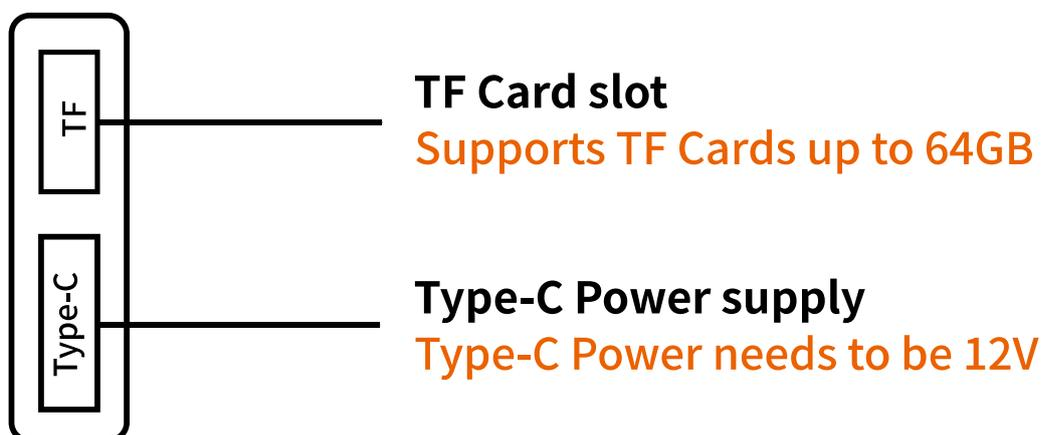 TF
TF Card slot
Supports TF Cards up to 64GB
Type-C
Type-C Power supply
Type-C Power needs to be 12V